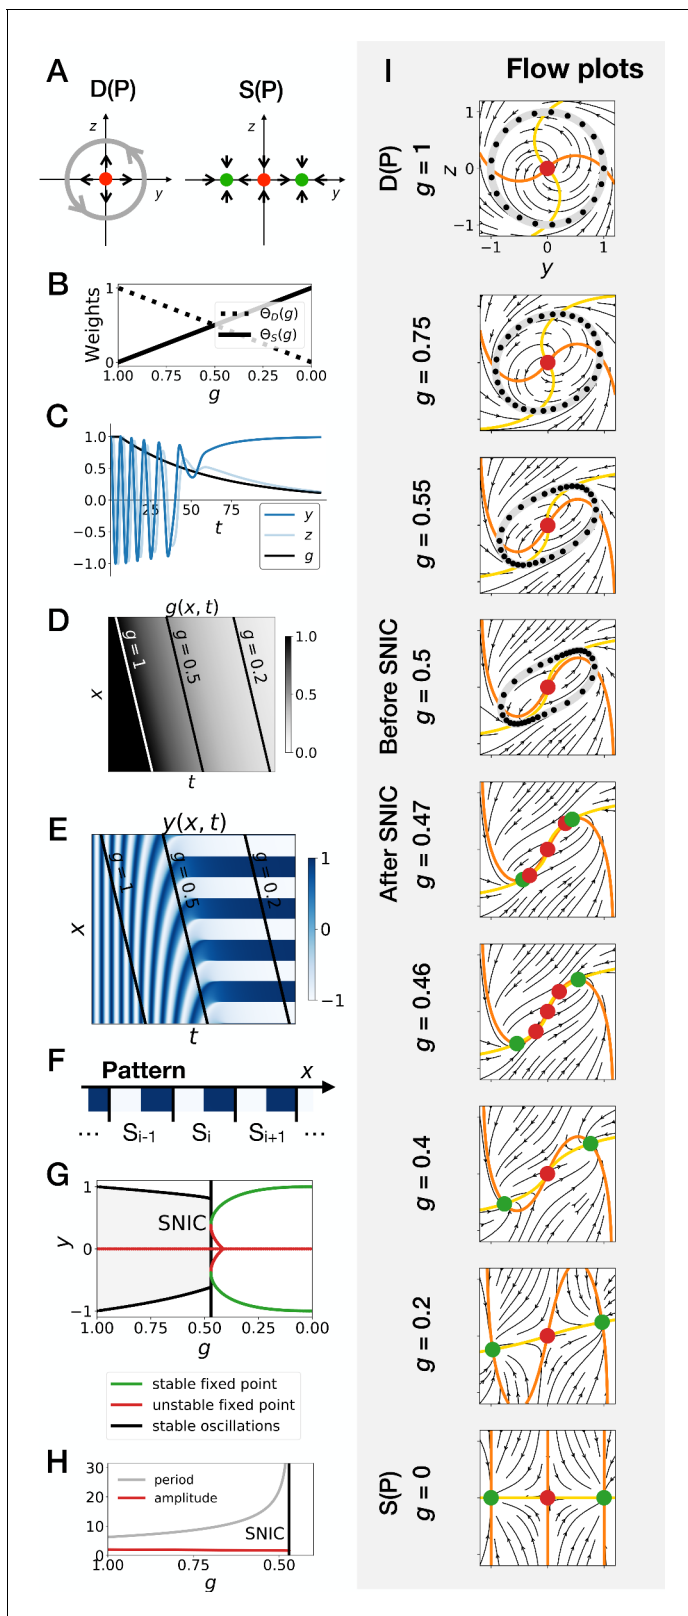 A
D(P)
S(P)
z
z
y
y
B
Weights
1
0
Θ_D(g)
Θ_S(g)
1.00
0.75
0.50
0.25
0.00
g
C
1.0
0.5
0.0
−0.5
−1.0
25
50
75
t
y
z
g
D
g(x, t)
g = 1
g = 0.5
g = 0.2
x
t
1.0
0.5
0.0
E
y(x, t)
g = 1
g = 0.5
g = 0.2
x
t
1
0
−1
F
Pattern
x
...
S_{i-1}
S_i
S_{i+1}
...
G
1
0
−1
y
SNIC
1.00
0.75
0.50
0.25
0.00
g
stable fixed point
unstable fixed point
stable oscillations
H
30
20
10
0
period
amplitude
SNIC
1.00
0.75
0.50
g
I
Flow plots
D(P)
g = 1
1
z
−1
−1
0
1
y
g = 0.75
g = 0.55
Before SNIC
g = 0.5
After SNIC
g = 0.47
g = 0.46
g = 0.4
g = 0.2
S(P)
g = 0